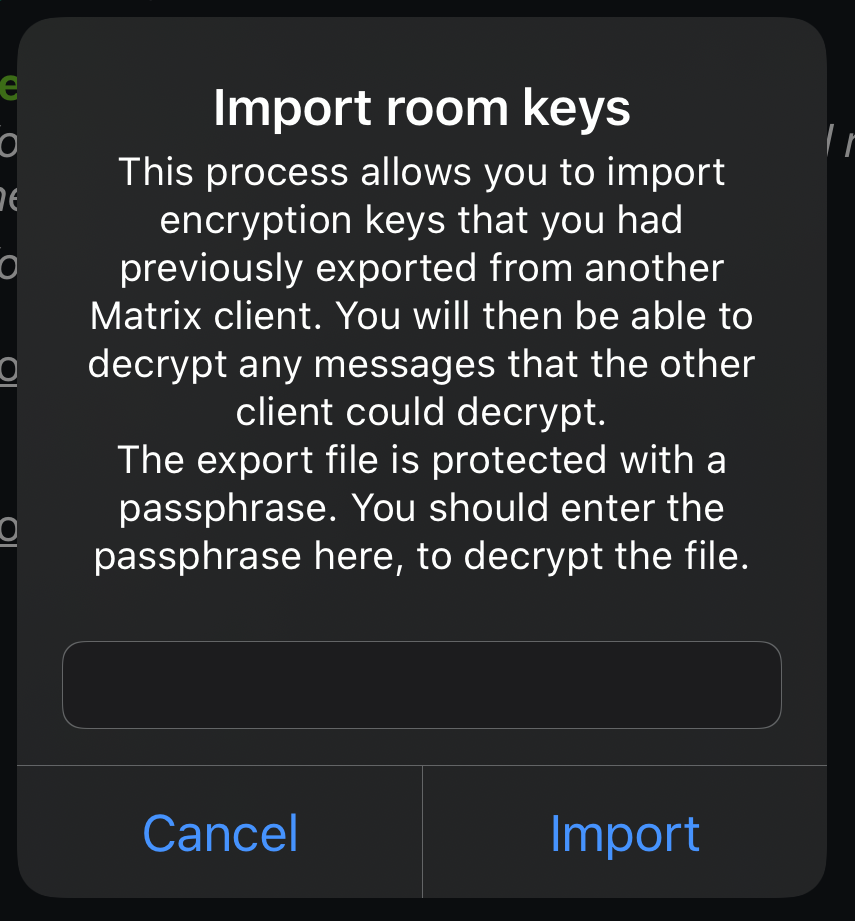 Import room keys
This process allows you to import
encryption keys that you had
previously exported from another
Matrix client. You will then be able to
decrypt any messages that the other
client could decrypt.
The export file is protected with a
passphrase. You should enter the
passphrase here, to decrypt the file.
Cancel
Import